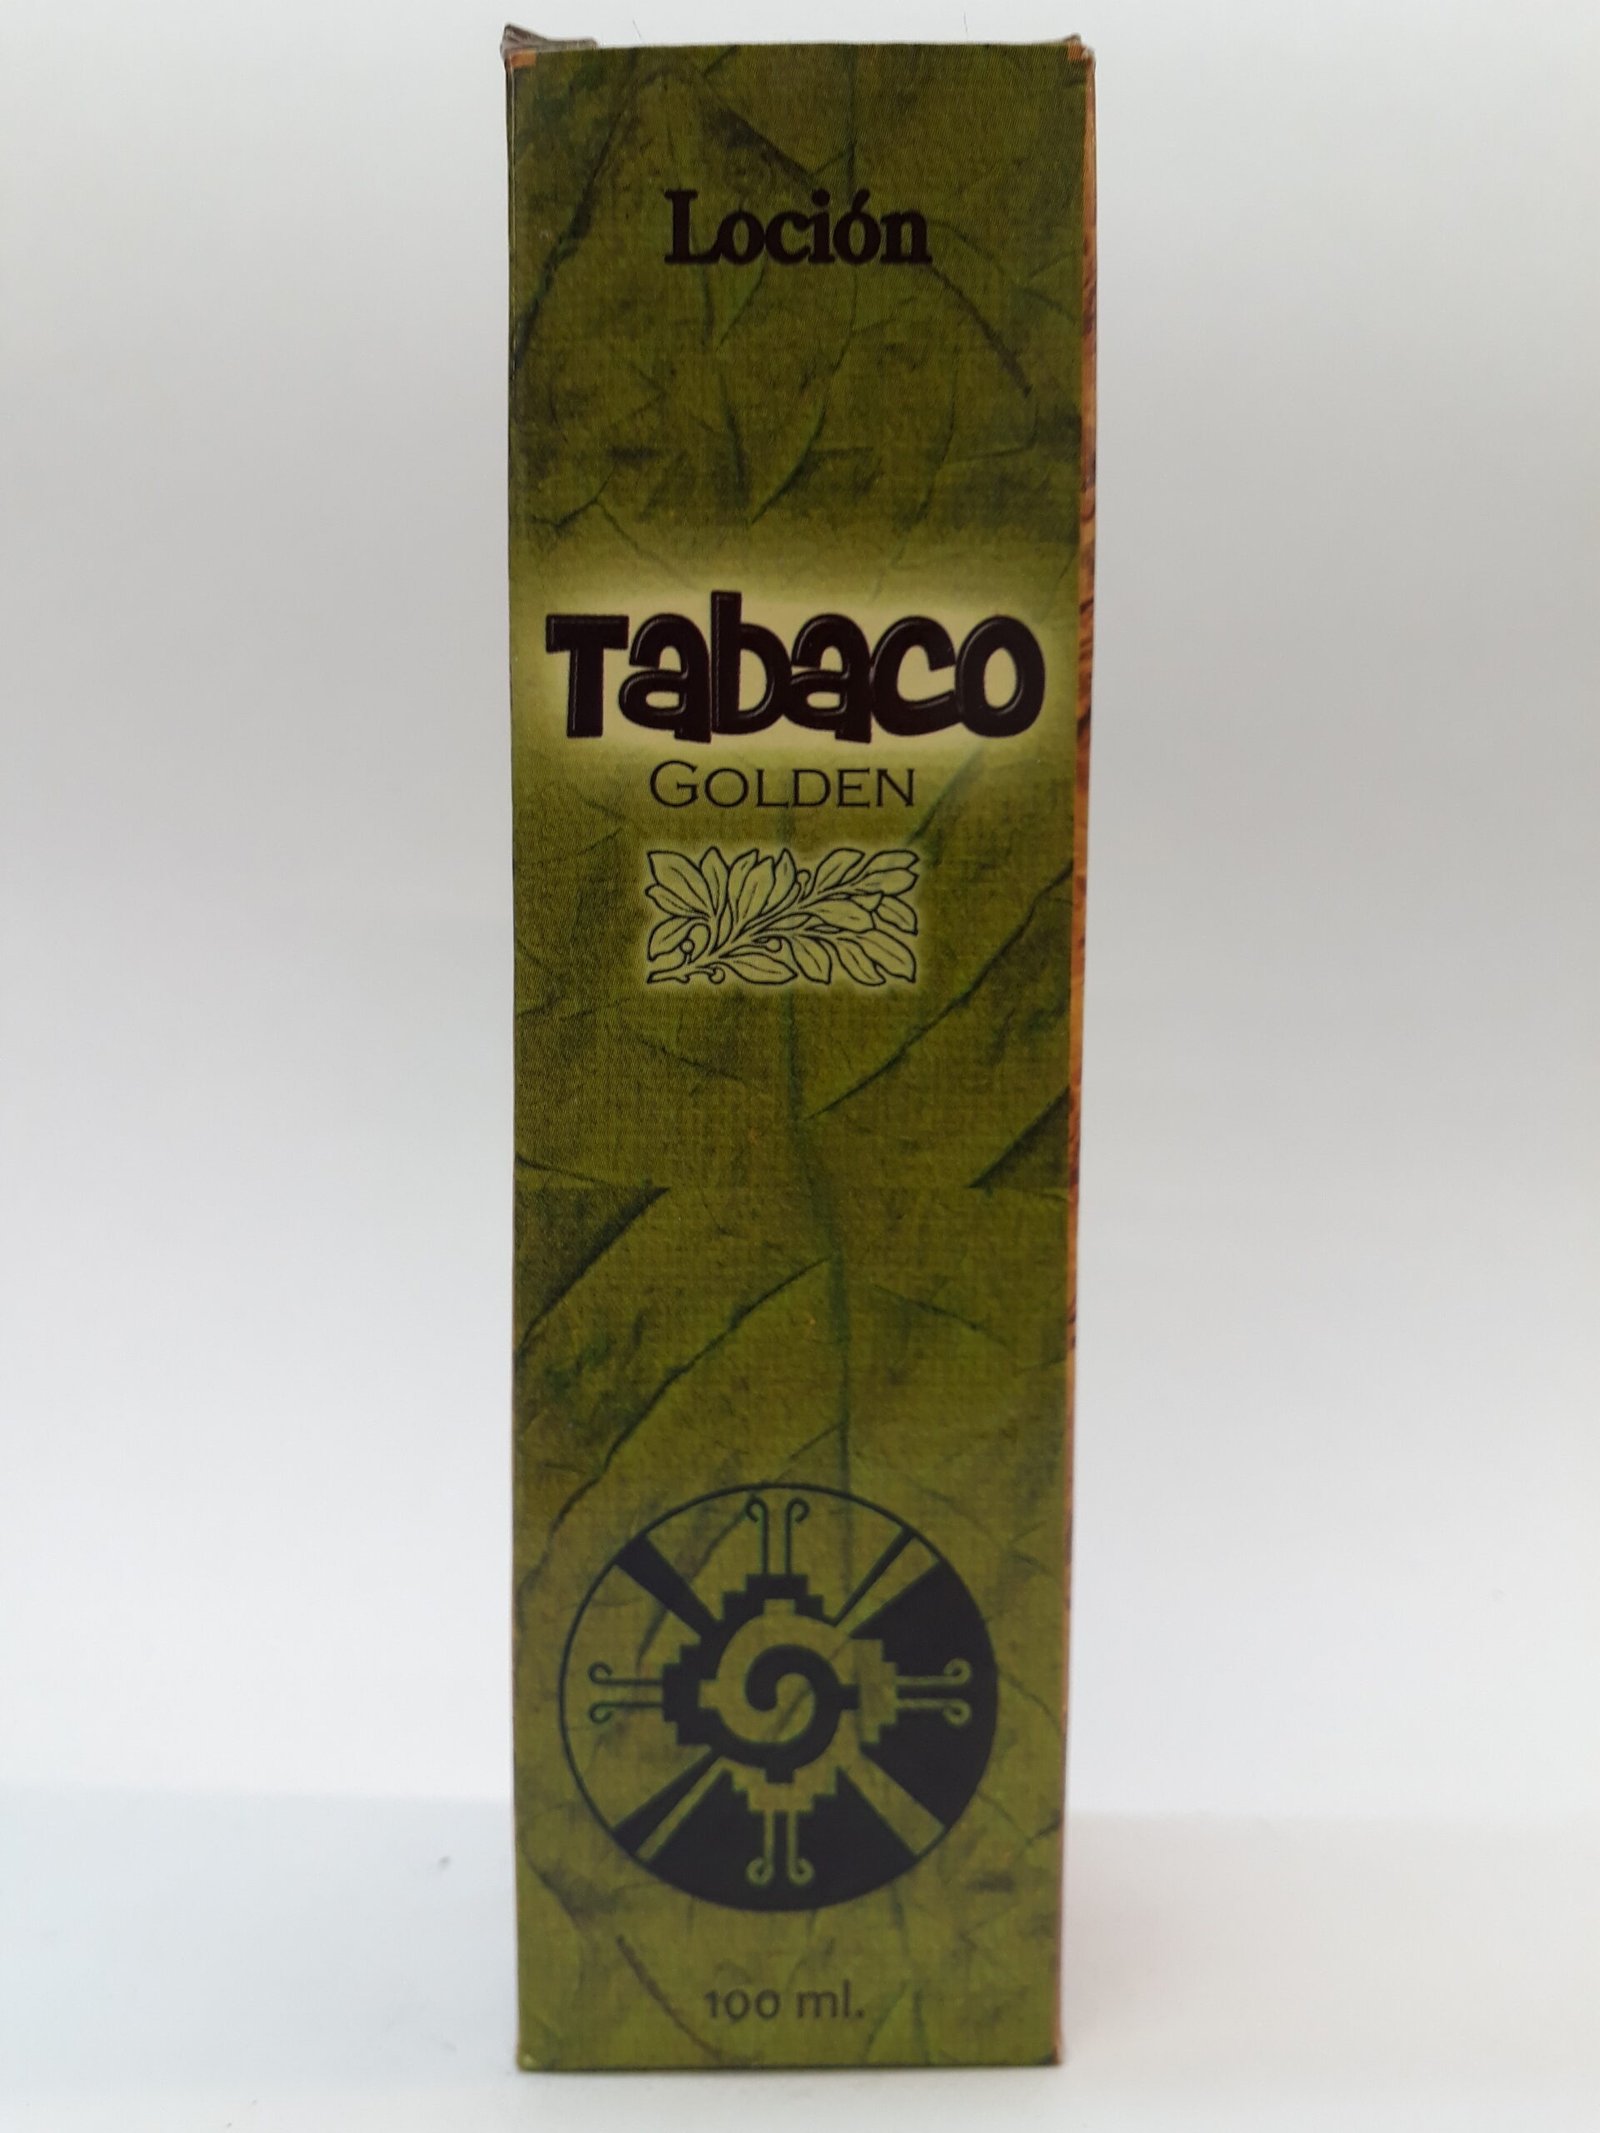 Loción
Tabaco
GOLDEN
100 ml.